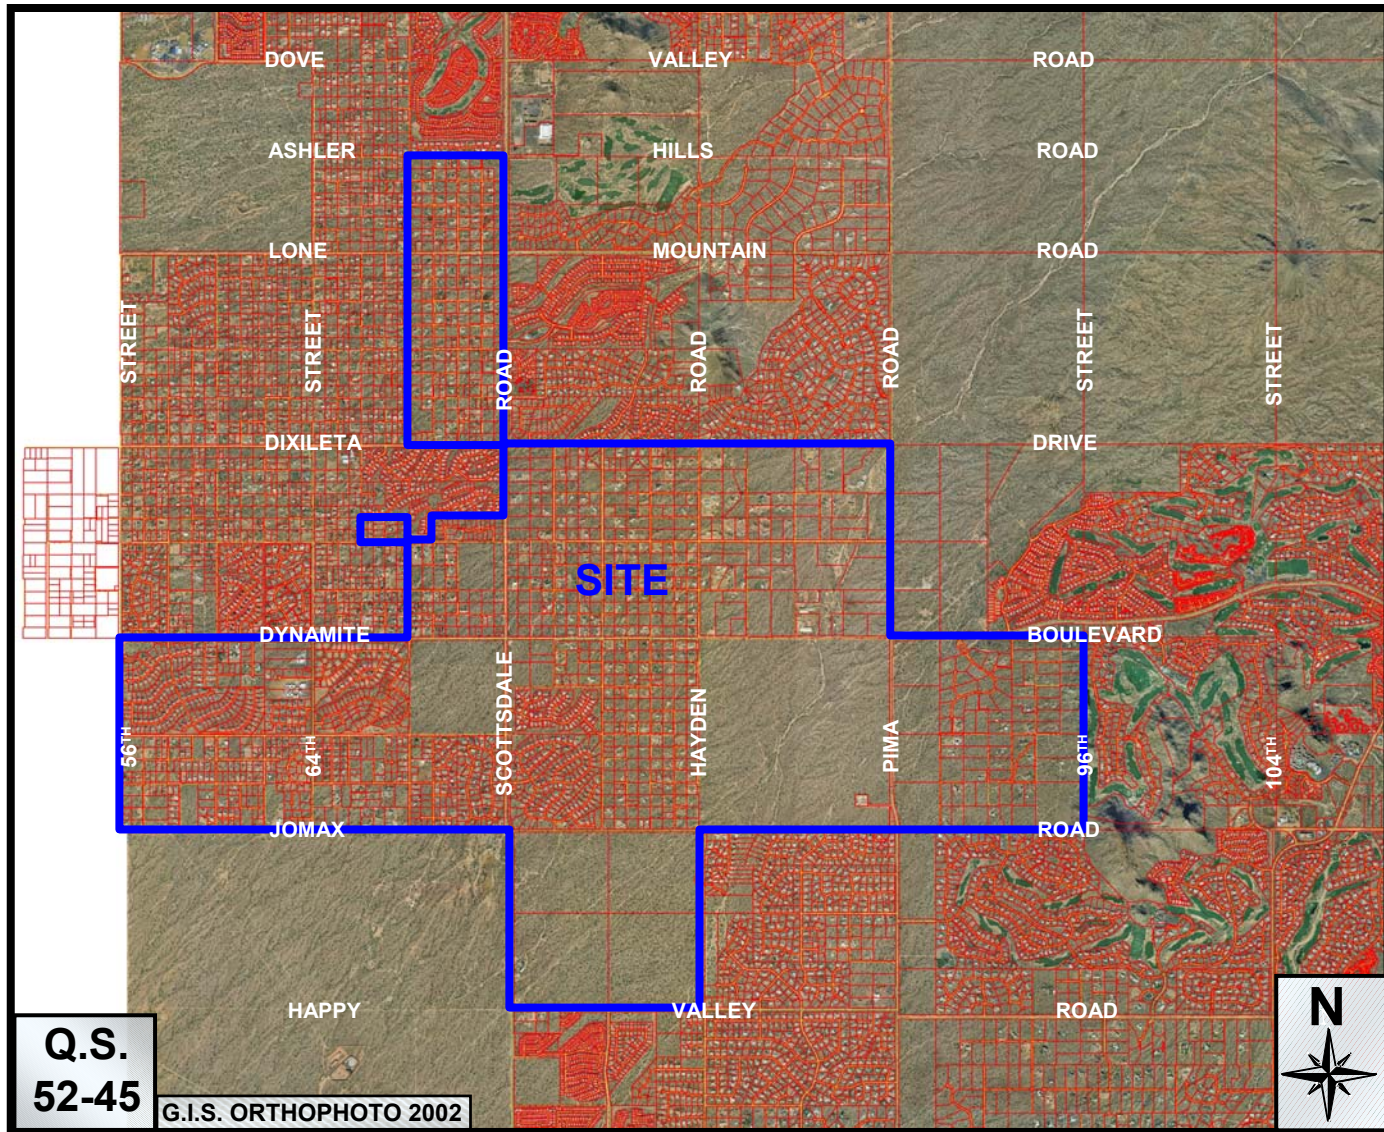 DOVE VALLEY ROAD
ASHLER HILLS ROAD
LONE MOUNTAIN ROAD
STREET STREET ROAD ROAD ROAD STREET STREET
DIXILETA DRIVE
SITE
DYNAMITE BOULEVARD
56TH 64TH SCOTTSDALE HAYDEN PIMA 96TH 104TH
JOMAX ROAD
HAPPY VALLEY ROAD
Q.S.
52-45
G.I.S. ORTHOPHOTO 2002
N